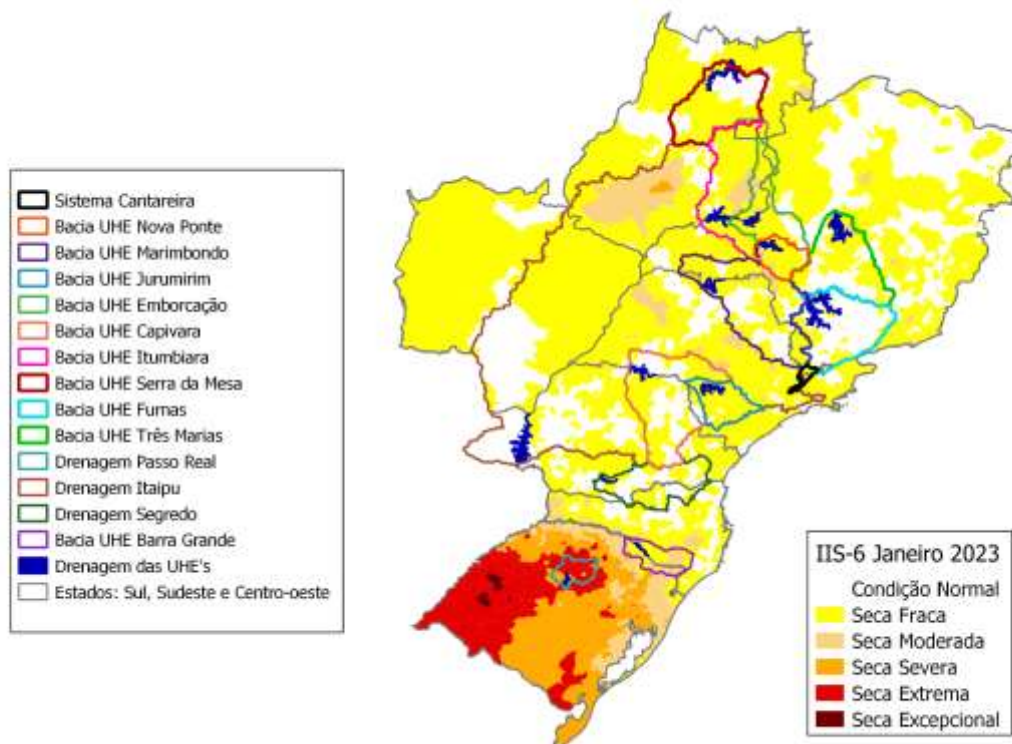 Sistema Cantareira
Bacia UHE Nova Ponte
Bacia UHE Marimbondo
Bacia UHE Jurumirim
Bacia UHE Emborcação
Bacia UHE Capivara
Bacia UHE Itumbiara
Bacia UHE Serra da Mesa
Bacia UHE Furnas
Bacia UHE Três Marias
Drenagem Passo Real
Drenagem Itaipu
Drenagem Segredo
Bacia UHE Barra Grande
Drenagem das UHE's
Estados: Sul, Sudeste e Centro-oeste
IIS-6 Janeiro 2023
Condição Normal
Seca Fraca
Seca Moderada
Seca Severa
Seca Extrema
Seca Excepcional